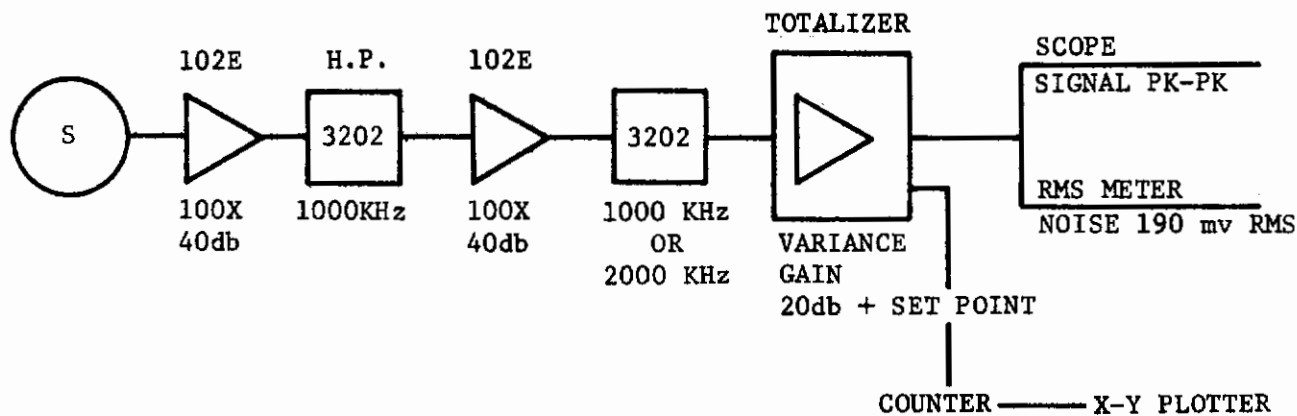 TOTALIZER
102E
H.P.
102E
SCOPE
SIGNAL PK-PK
S
3202
3202
RMS METER
NOISE 190 mv RMS
100X
40db
1000KHz
100X
40db
1000 KHz
OR
2000 KHz
VARIANCE
GAIN
20db + SET POINT
COUNTER
X-Y PLOTTER